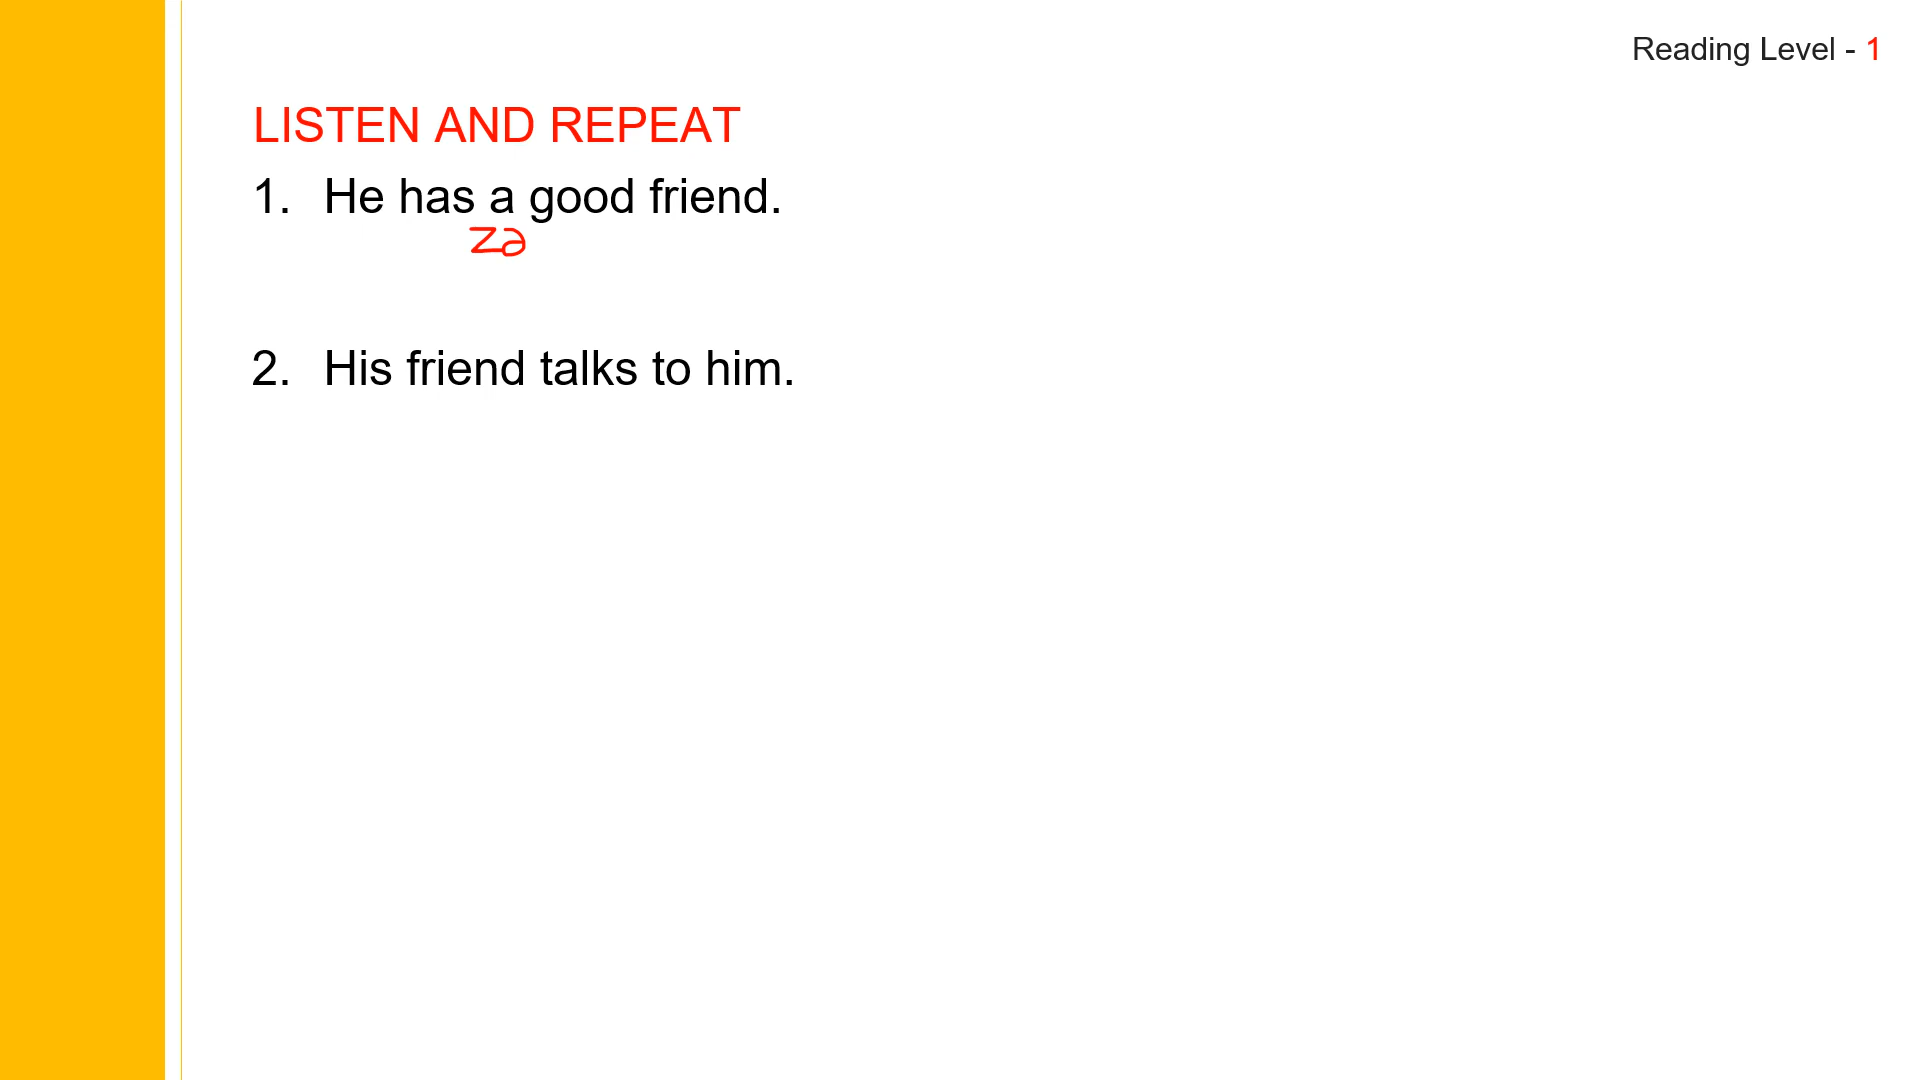 Reading Level - 1
LISTEN AND REPEAT
1. He has a good friend.
zə
2. His friend talks to him.